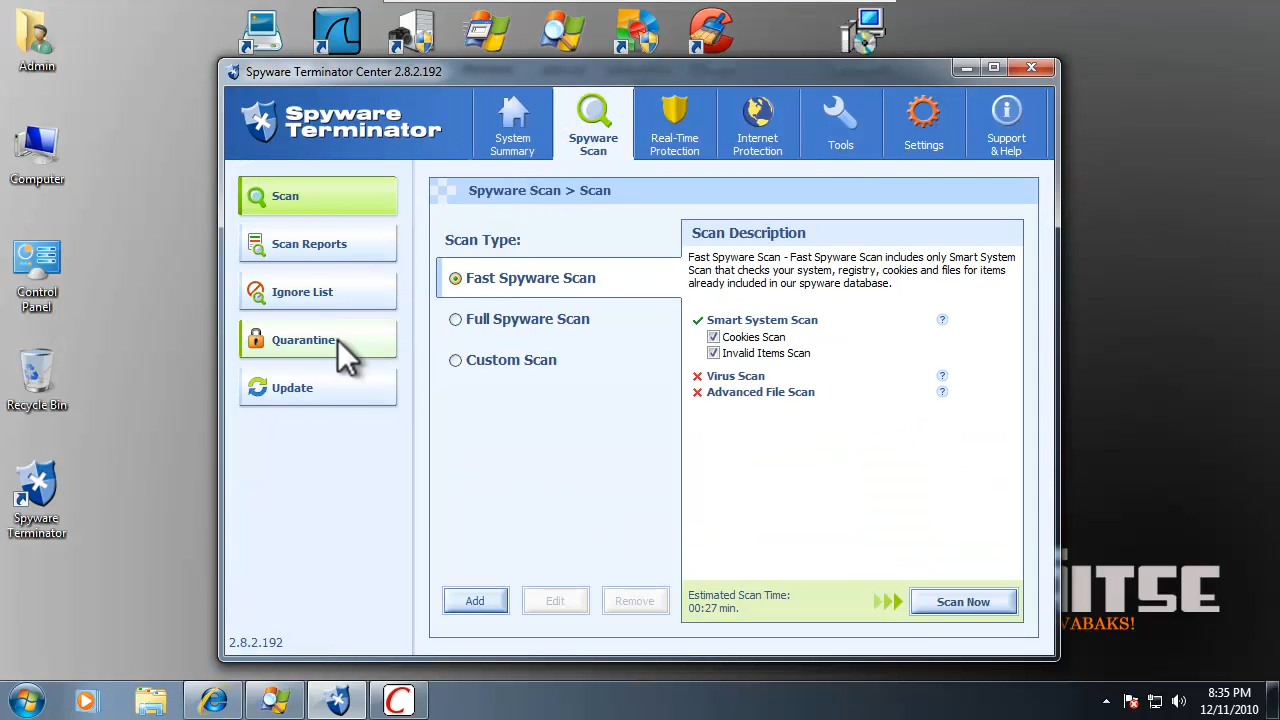 Admin
Computer
Control
Panel
Recycle Bin
Spyware
Terminator
Spyware Terminator Center 2.8.2.192
Spyware
Terminator
System
Summary
Spyware
Scan
Real-Time
Protection
Internet
Protection
Tools
Settings
Support
& Help
Scan
Scan Reports
Ignore List
Quarantine
Update
2.8.2.192
Spyware Scan > Scan
Scan Type:
Fast Spyware Scan
Full Spyware Scan
Custom Scan
Add
Edit
Remove
Scan Description
Fast Spyware Scan - Fast Spyware Scan includes only Smart System
Scan that checks your system, registry, cookies and files for items
already included in our spyware database.
Smart System Scan
Cookies Scan
Invalid Items Scan
Virus Scan
Advanced File Scan
Estimated Scan Time:
00:27 min.
Scan Now
ITSE
VABAKS!
8:35 PM
12/11/2010